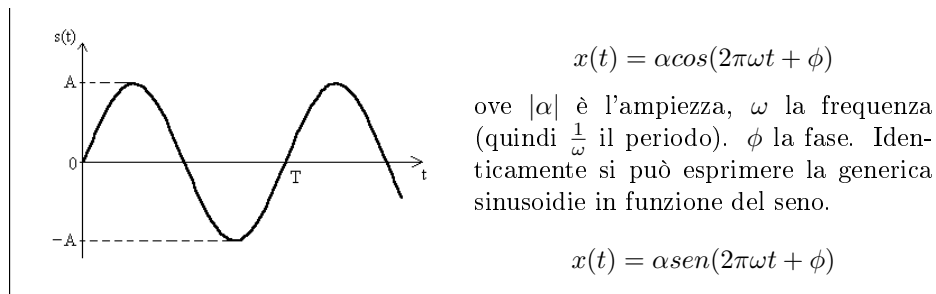 s(t)
A
0
T
t
−A
x(t) = αcos(2πωt + ϕ)
ove |α| è l'ampiezza, ω la frequenza
(quindi 1/ω il periodo). ϕ la fase. Iden-
ticamente si può esprimere la generica
sinusoidie in funzione del seno.
x(t) = αsen(2πωt + ϕ)